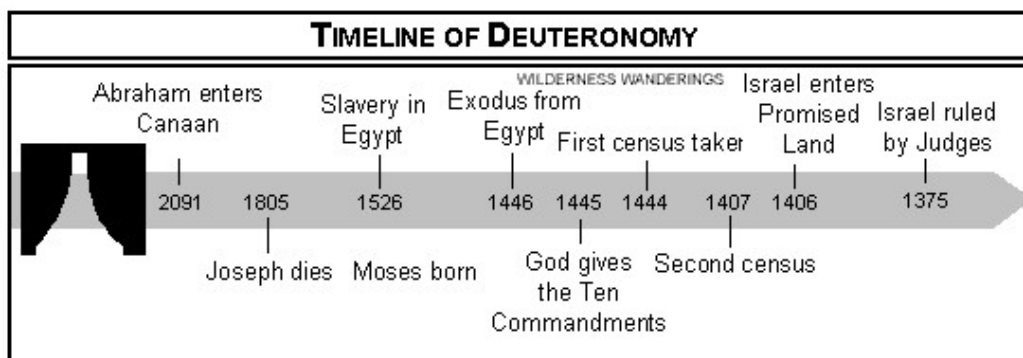 TIMELINE OF DEUTERONOMY
WILDERNESS WANDERINGS
Abraham enters
Canaan
Slavery in
Egypt
Exodus from
Egypt
First census taker
Israel enters
Promised
Land
Israel ruled
by Judges
2091 1805 1526 1446 1445 1444 1407 1406 1375
Joseph dies
Moses born
God gives
the Ten
Commandments
Second census